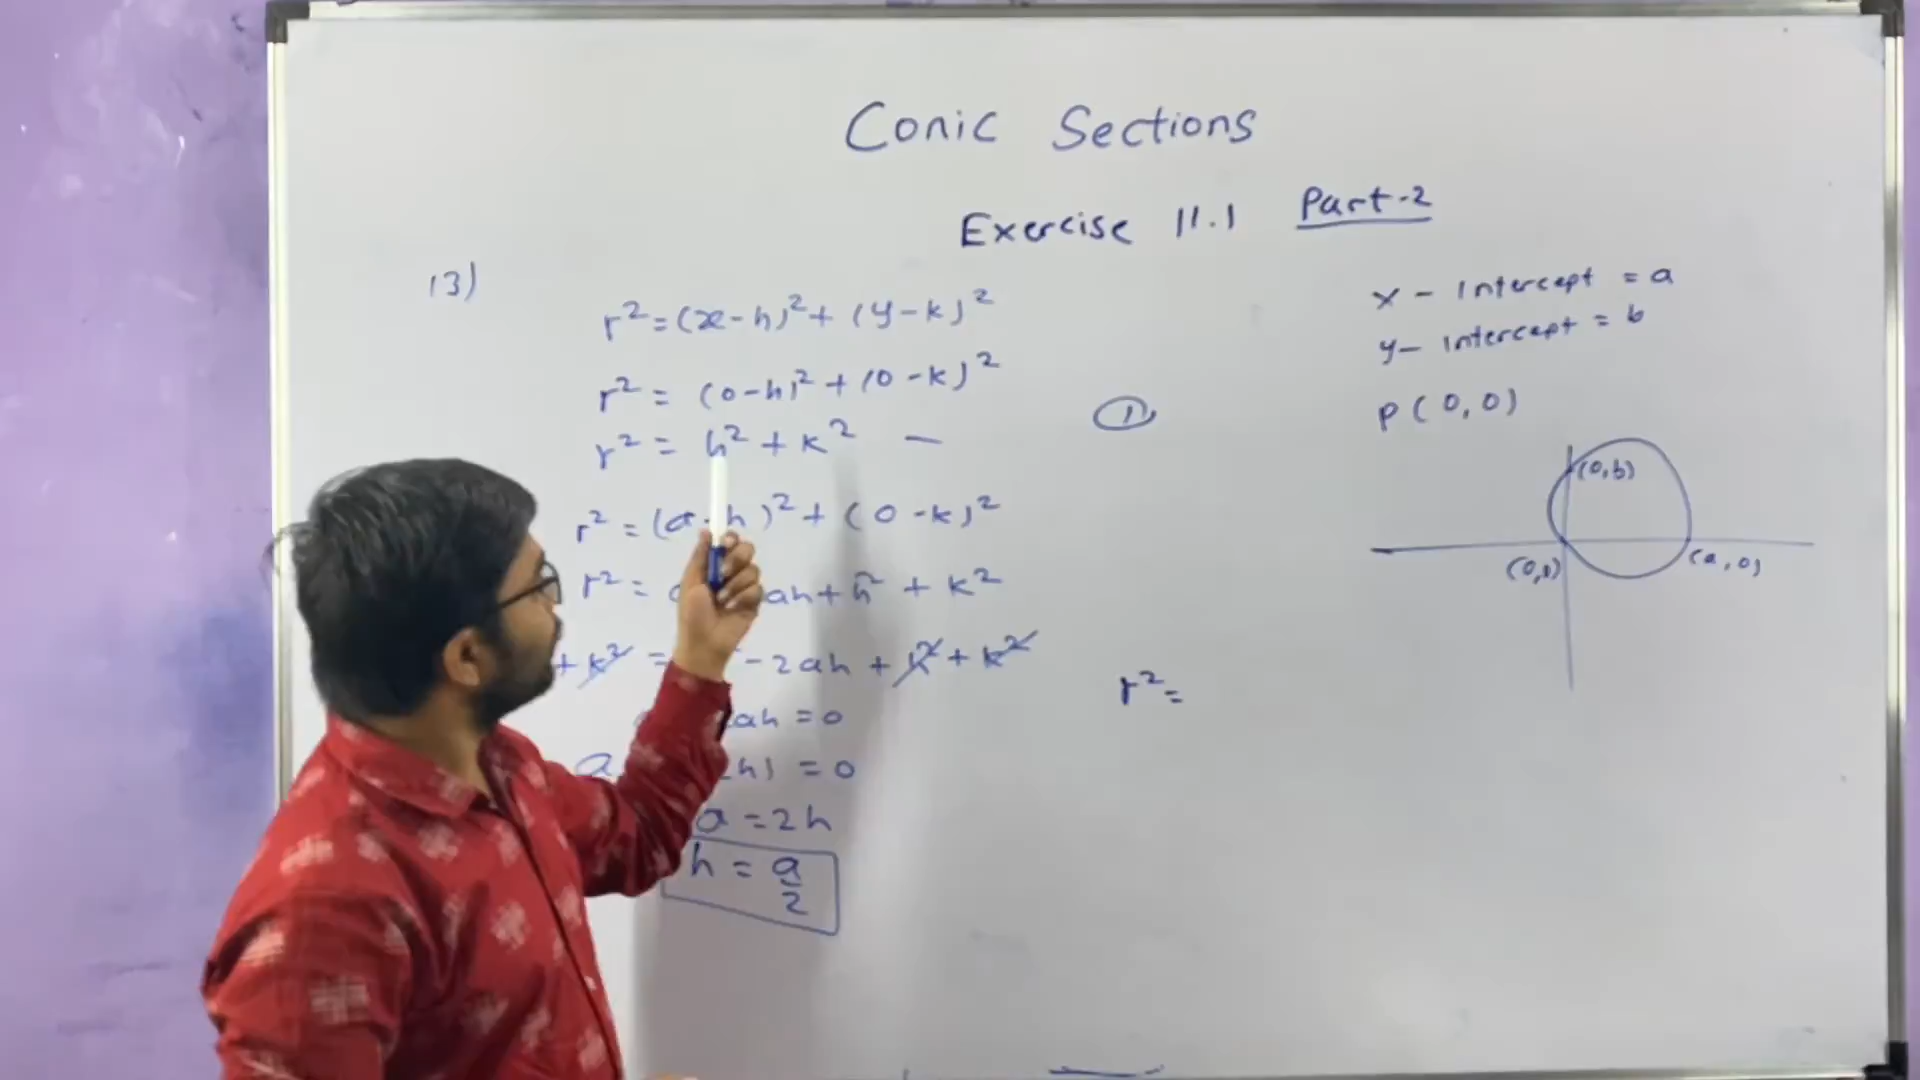 Conic Sections
Exercise 11.1 Part-2
13)
r² = (x-h)² + (y-k)²
r² = (0-h)² + (0-k)²
r² = h² + k² — ①
r² = (a-h)² + (0-k)²
r² = ah + h² + k²
+ k² = - 2ah + h² + k²
ah = 0
a h) = 0
a = 2h
h = a/2
r² =
x - Intercept = a
y - Intercept = b
P(0,0)
(0,b)
(a,0)